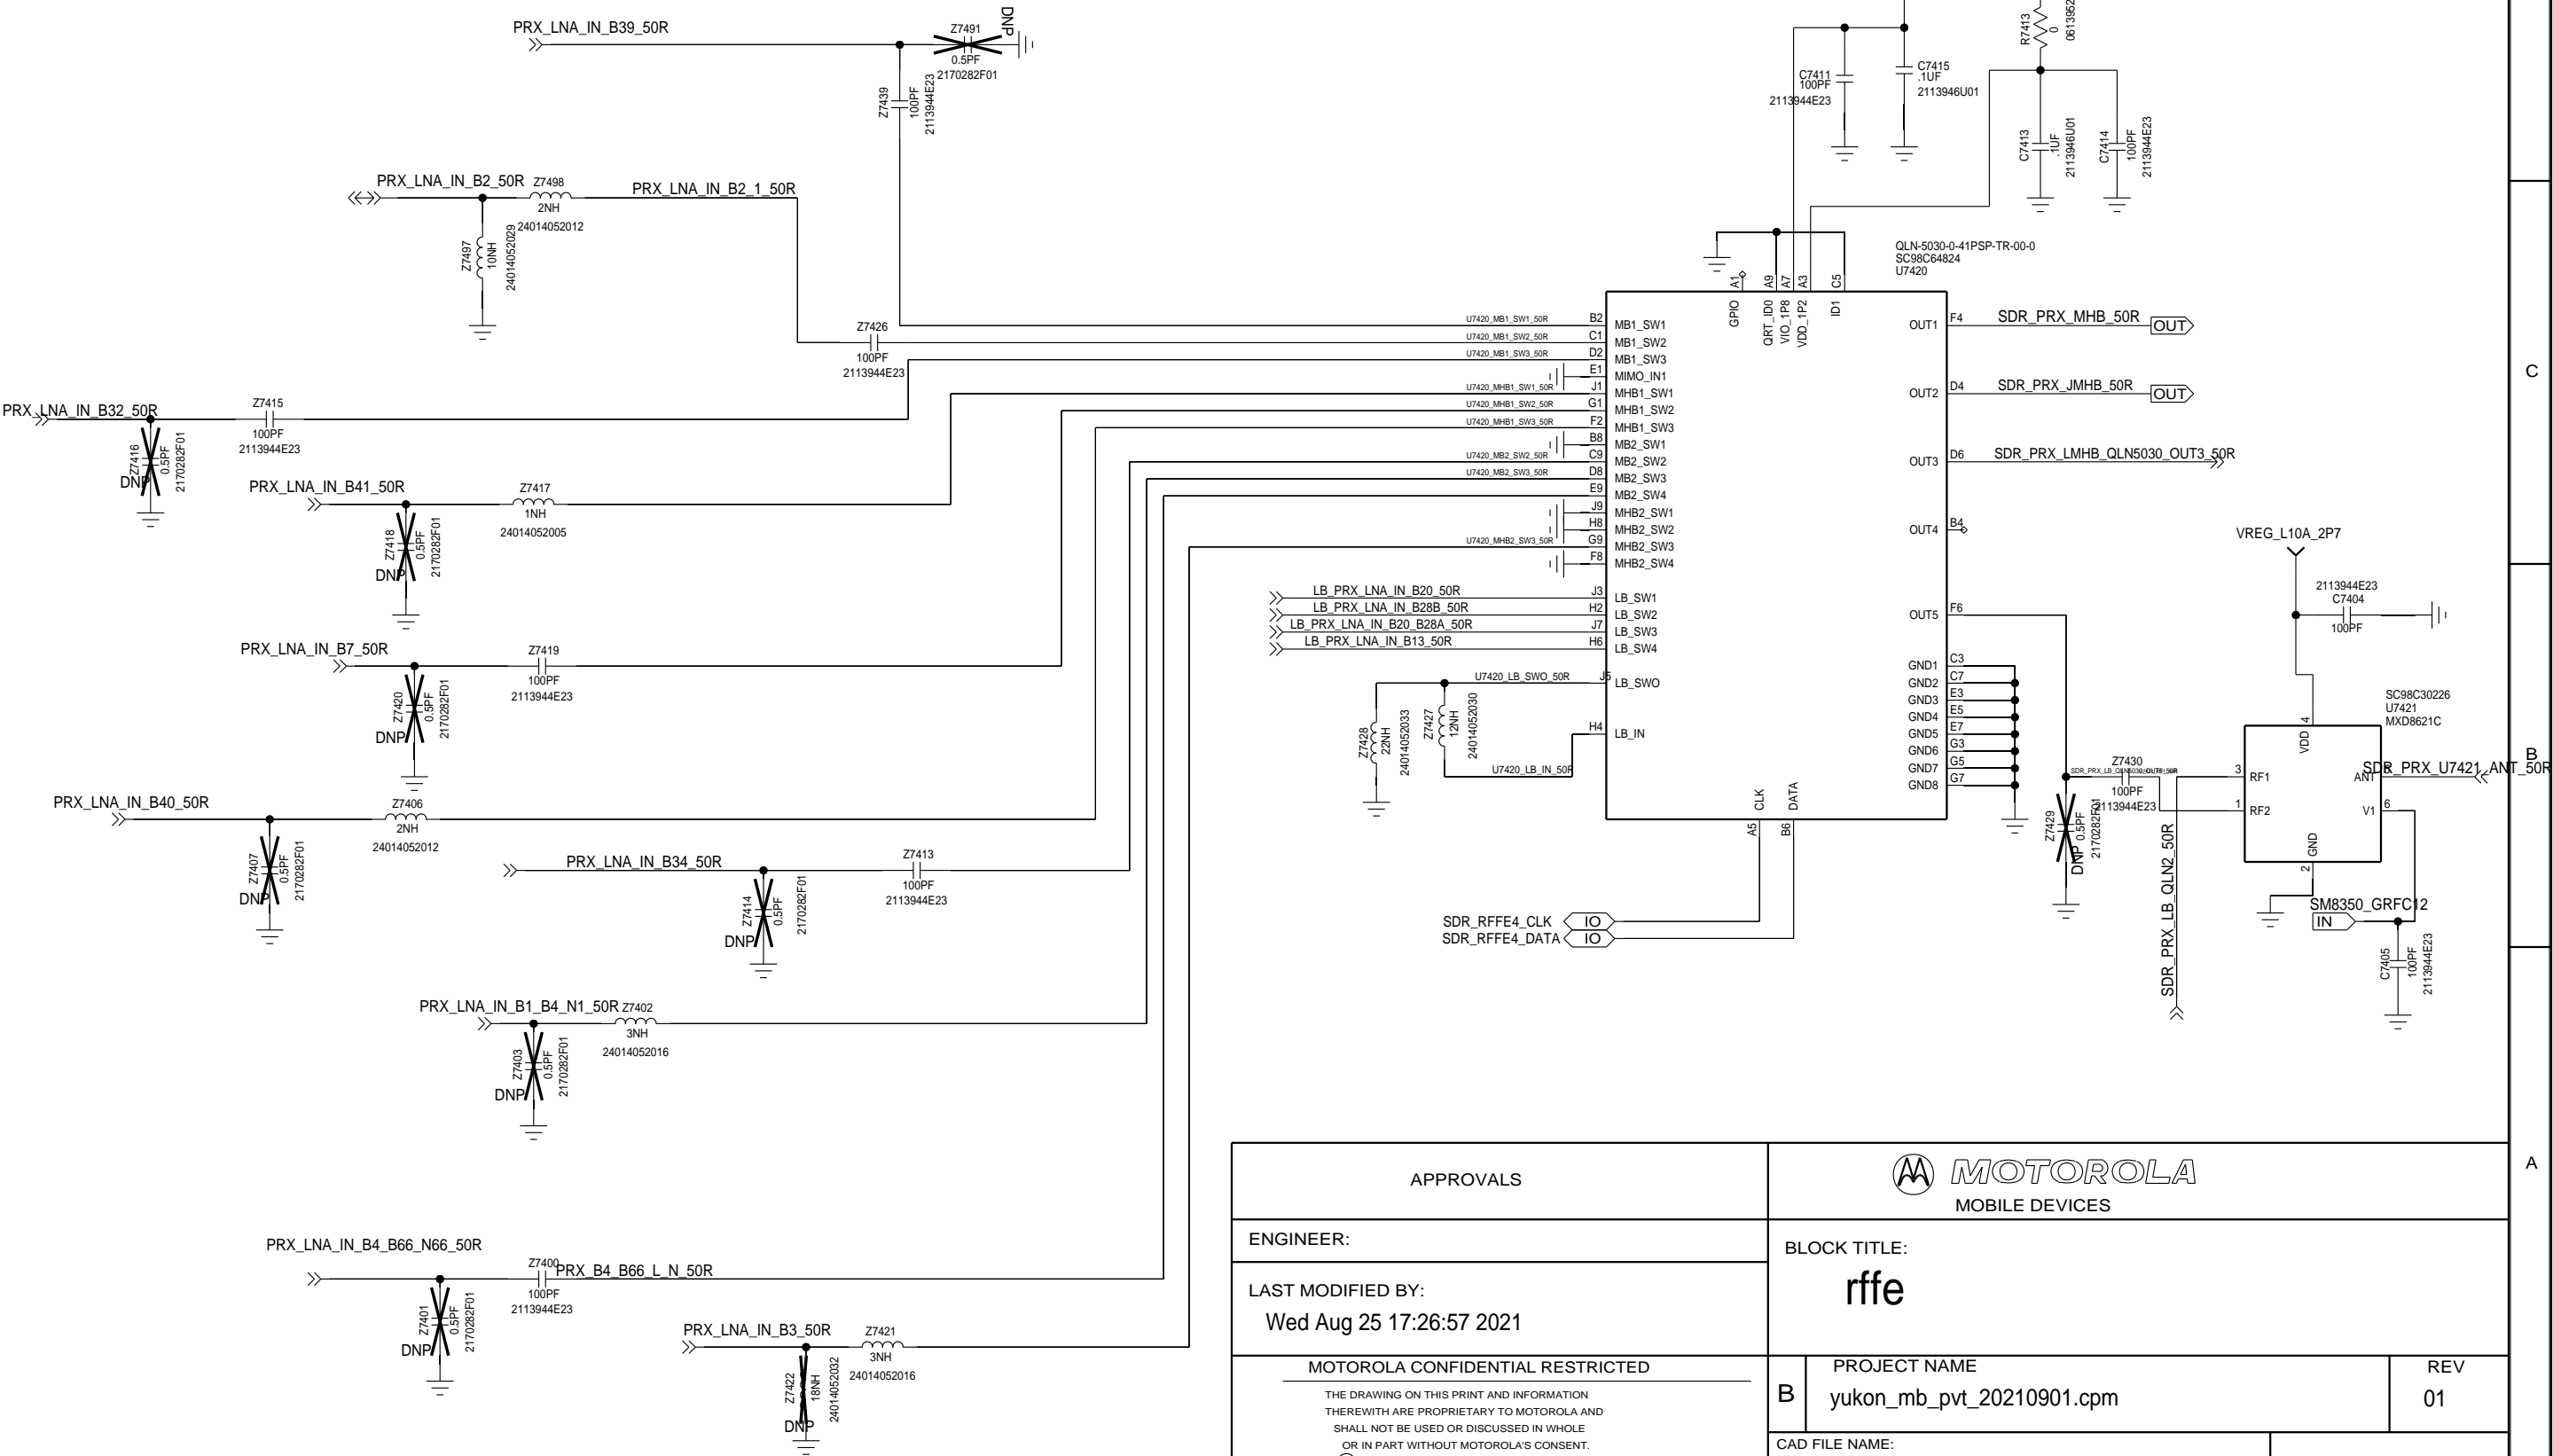 PRX_LNA_IN_B39_50R
Z7491
0.5PF
2170282F01
DNP
Z7439
100PF
2113944E23
C7411
100PF
2113944E23
C7415
.1UF
2113946U01
R7413
0
C7413
.1UF
2113946U01
C7414
100PF
2113944E23
PRX_LNA_IN_B2_50R
Z7498
2NH
24014052012
PRX_LNA_IN_B2_1_50R
Z7497
10NH
24014052029
Z7426
100PF
2113944E23
PRX_LNA_IN_B32_50R
Z7415
100PF
2113944E23
Z7416
0.5PF
2170282F01
DNP
PRX_LNA_IN_B41_50R
Z7417
1NH
24014052005
Z7418
0.5PF
2170282F01
DNP
PRX_LNA_IN_B7_50R
Z7419
100PF
2113944E23
Z7420
0.5PF
2170282F01
DNP
PRX_LNA_IN_B40_50R
Z7406
2NH
24014052012
Z7407
0.5PF
2170282F01
DNP
PRX_LNA_IN_B34_50R
Z7413
100PF
2113944E23
Z7414
0.5PF
2170282F01
DNP
PRX_LNA_IN_B1_B4_N1_50R
Z7402
3NH
24014052016
Z7403
0.5PF
2170282F01
DNP
PRX_LNA_IN_B4_B66_N66_50R
Z7400
PRX_B4_B66_L_N_50R
100PF
2113944E23
Z7401
0.5PF
2170282F01
DNP
PRX_LNA_IN_B3_50R
Z7421
3NH
24014052016
Z7422
18NH
24014052032
DNP
QLN-5030-0-41PSP-TR-00-0
SC98C64824
U7420
A1 A9 A7 A3 C5
GPIO QRT_ID0 VIO_1P8 VDD_1P2 ID1
U7420_MB1_SW1_50R B2 MB1_SW1
U7420_MB1_SW2_50R C1 MB1_SW2
U7420_MB1_SW3_50R D2 MB1_SW3
E1 MIMO_IN1
U7420_MHB1_SW1_50R J1 MHB1_SW1
U7420_MHB1_SW2_50R G1 MHB1_SW2
U7420_MHB1_SW3_50R F2 MHB1_SW3
B8 MB2_SW1
U7420_MB2_SW2_50R C9 MB2_SW2
U7420_MB2_SW3_50R D8 MB2_SW3
E9 MB2_SW4
J9 MHB2_SW1
H8 MHB2_SW2
U7420_MHB2_SW3_50R G9 MHB2_SW3
F8 MHB2_SW4
LB_PRX_LNA_IN_B20_50R J3 LB_SW1
LB_PRX_LNA_IN_B28B_50R H2 LB_SW2
LB_PRX_LNA_IN_B20_B28A_50R J7 LB_SW3
LB_PRX_LNA_IN_B13_50R H6 LB_SW4
U7420_LB_SWO_50R J5 LB_SWO
H4 LB_IN
U7420_LB_IN_50R
Z7428
22NH
24014052033
Z7427
12NH
24014052030
CLK DATA
A5 B6
SDR_RFFE4_CLK IO
SDR_RFFE4_DATA IO
OUT1 F4 SDR_PRX_MHB_50R OUT
OUT2 D4 SDR_PRX_JMHB_50R OUT
OUT3 D6 SDR_PRX_LMHB_QLN5030_OUT3_50R
OUT4 B4
OUT5 F6
GND1 C3
GND2 C7
GND3 E3
GND4 E5
GND5 E7
GND6 G3
GND7 G5
GND8 G7
VREG_L10A_2P7
2113944E23
C7404
100PF
SC98C30226
U7421
MXD8621C
Z7430
100PF
2113944E23
Z7429
0.5PF
2170282F01
DNP
SDR_PRX_LB_QLN2_50R
4
VDD
3 RF1
1 RF2
ANT
SDR_PRX_U7421_ANT_50R
V1 6
GND
2
SM8350_GRFC12
IN
C7405
100PF
2113944E23
C
B
A
APPROVALS
MOTOROLA
MOBILE DEVICES
ENGINEER:
BLOCK TITLE:
rffe
LAST MODIFIED BY:
Wed Aug 25 17:26:57 2021
MOTOROLA CONFIDENTIAL RESTRICTED
THE DRAWING ON THIS PRINT AND INFORMATION
THEREWITH ARE PROPRIETARY TO MOTOROLA AND
SHALL NOT BE USED OR DISCUSSED IN WHOLE
OR IN PART WITHOUT MOTOROLA'S CONSENT.
B
PROJECT NAME
yukon_mb_pvt_20210901.cpm
REV
01
CAD FILE NAME: